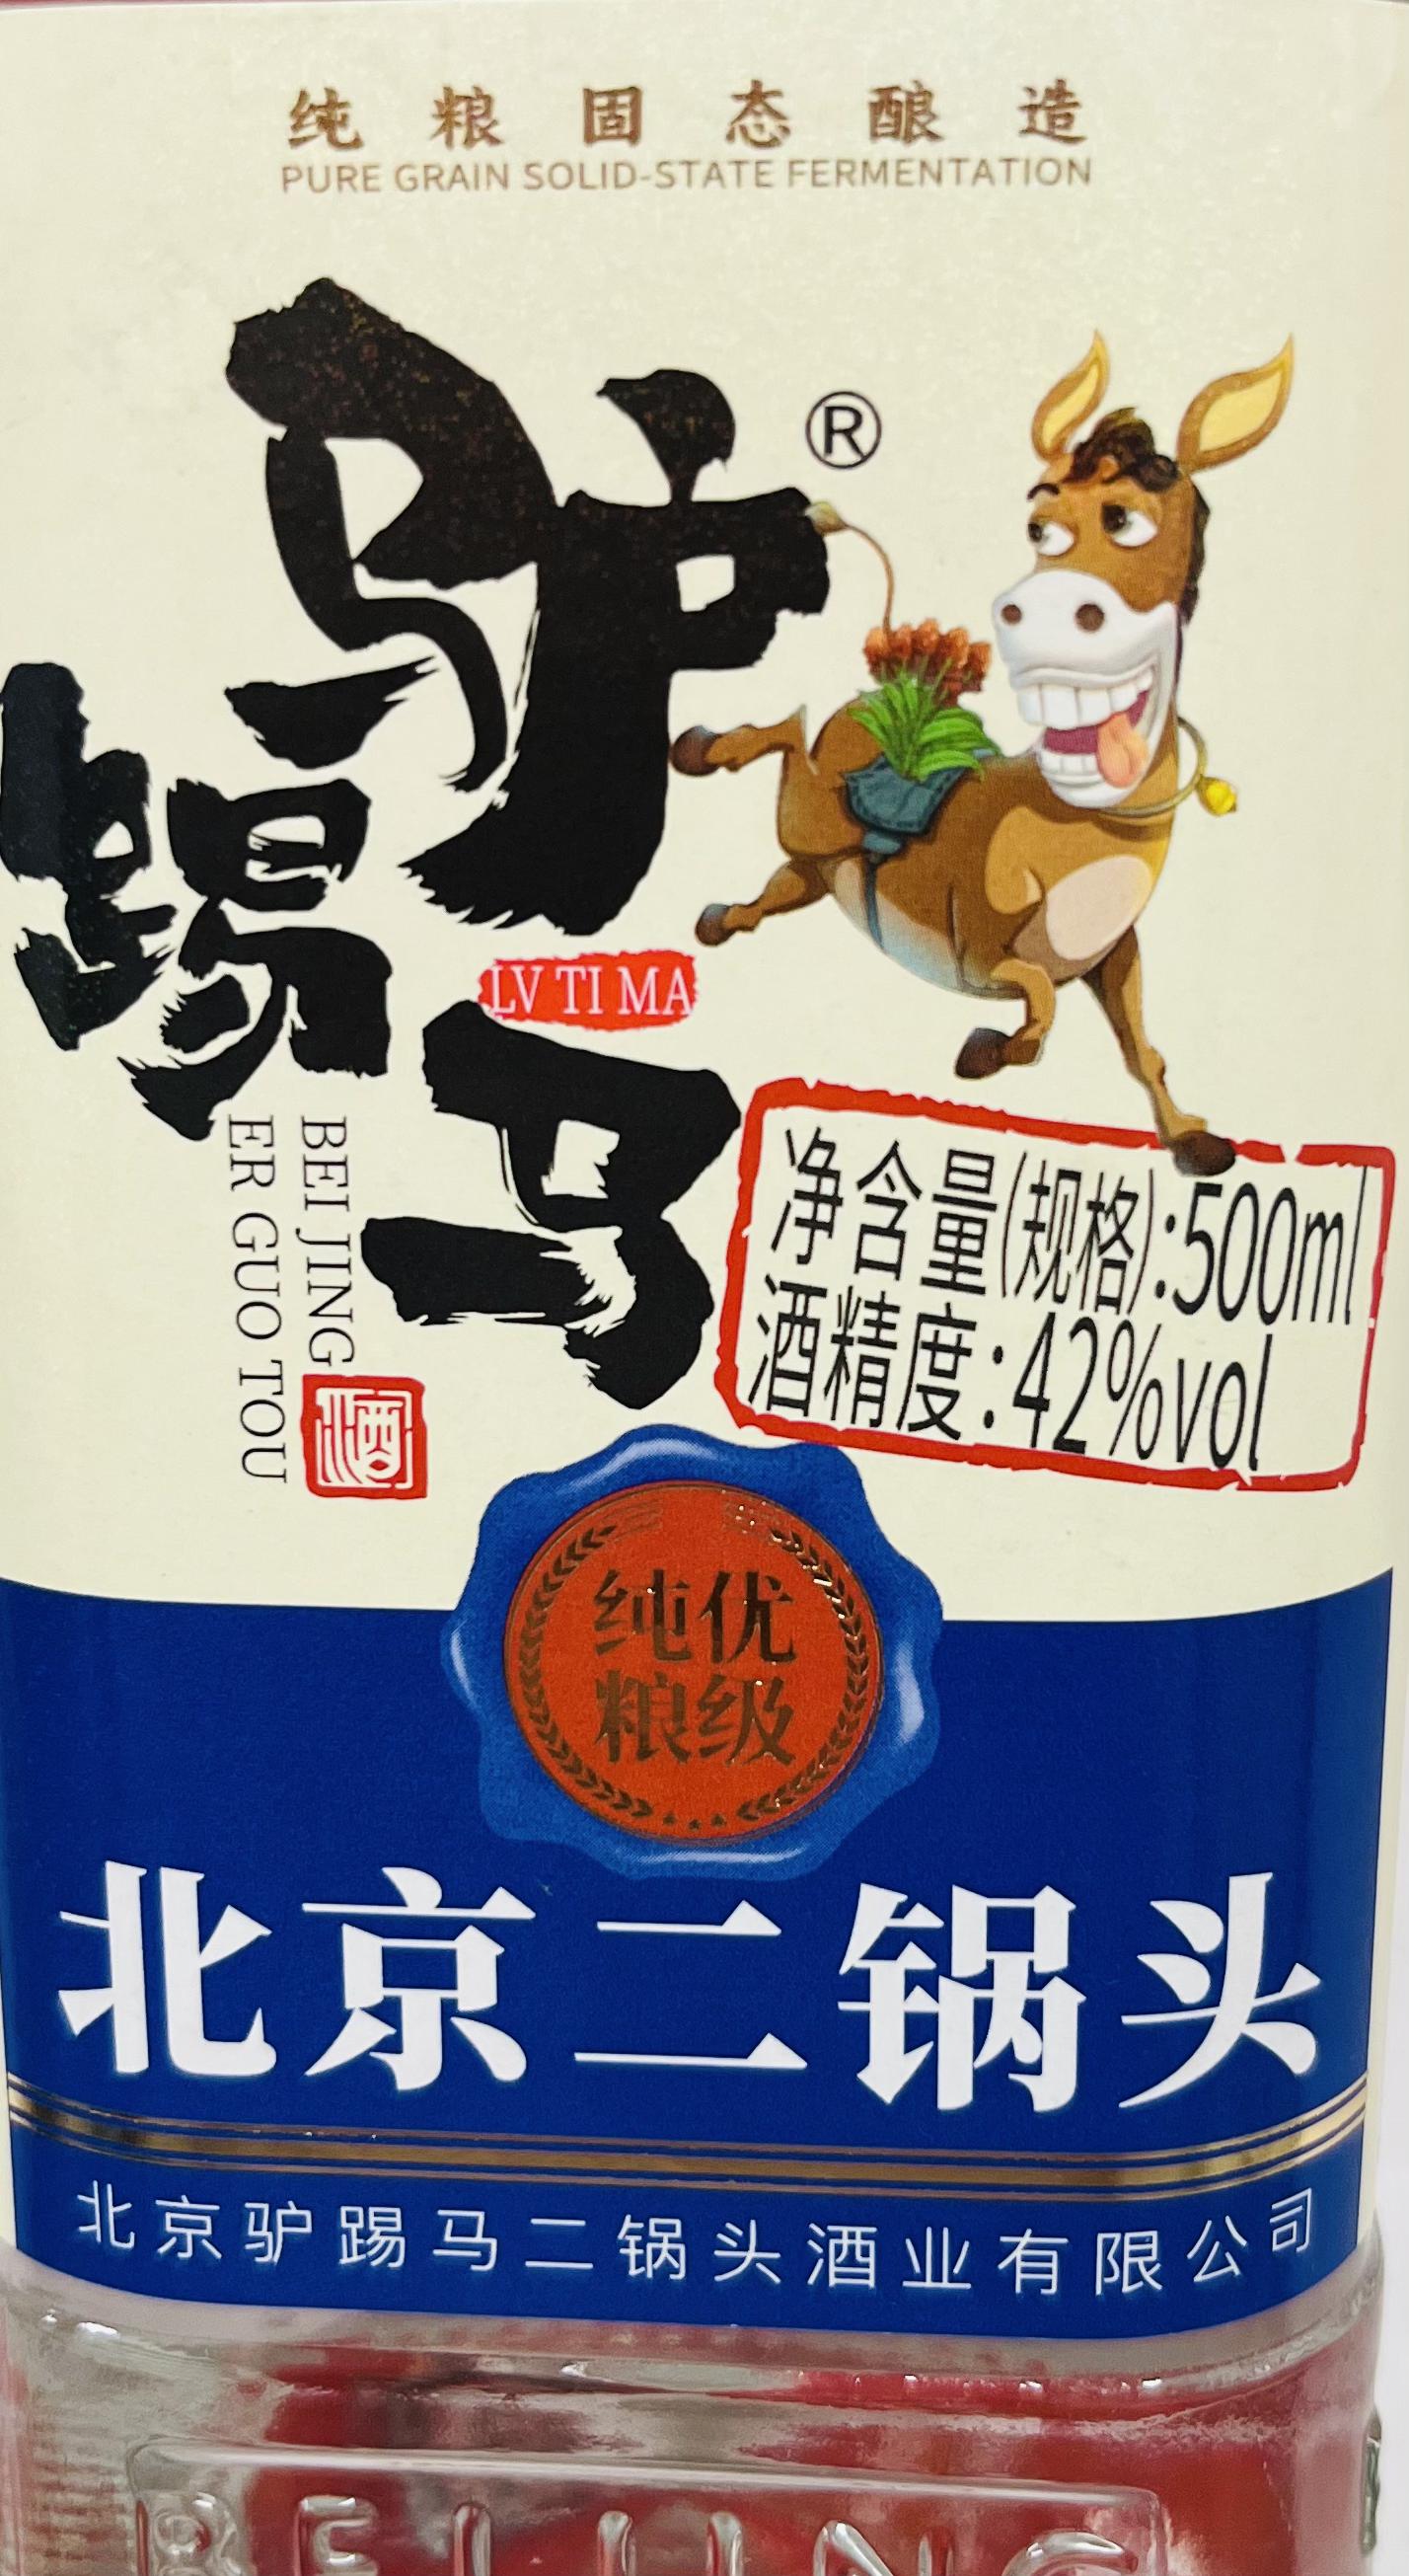 纯粮固态酿造
PURE GRAIN SOLID-STATE FERMENTATION
驴
®
踢
LV TI MA
马
BEI JING
ER GUO TOU
酒
净含量(规格):500ml
酒精度:42%vol
纯优
粮级
北京二锅头
北京驴踢马二锅头酒业有限公司
BEIJING